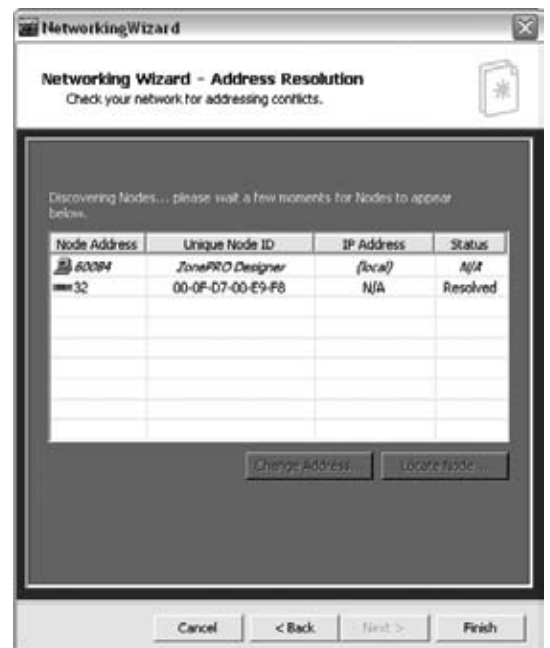 NetworkingWizard
Networking Wizard - Address Resolution
Check your network for addressing conflicts.
Discovering Nodes... please wait a few moments for Nodes to appear
below.
Node Address Unique Node ID IP Address Status
60084 ZonePRO Designer (local) N/A
32 00-0F-D7-00-E9-F8 N/A Resolved
Change Address... Locate Node...
Cancel < Back Next > Finish